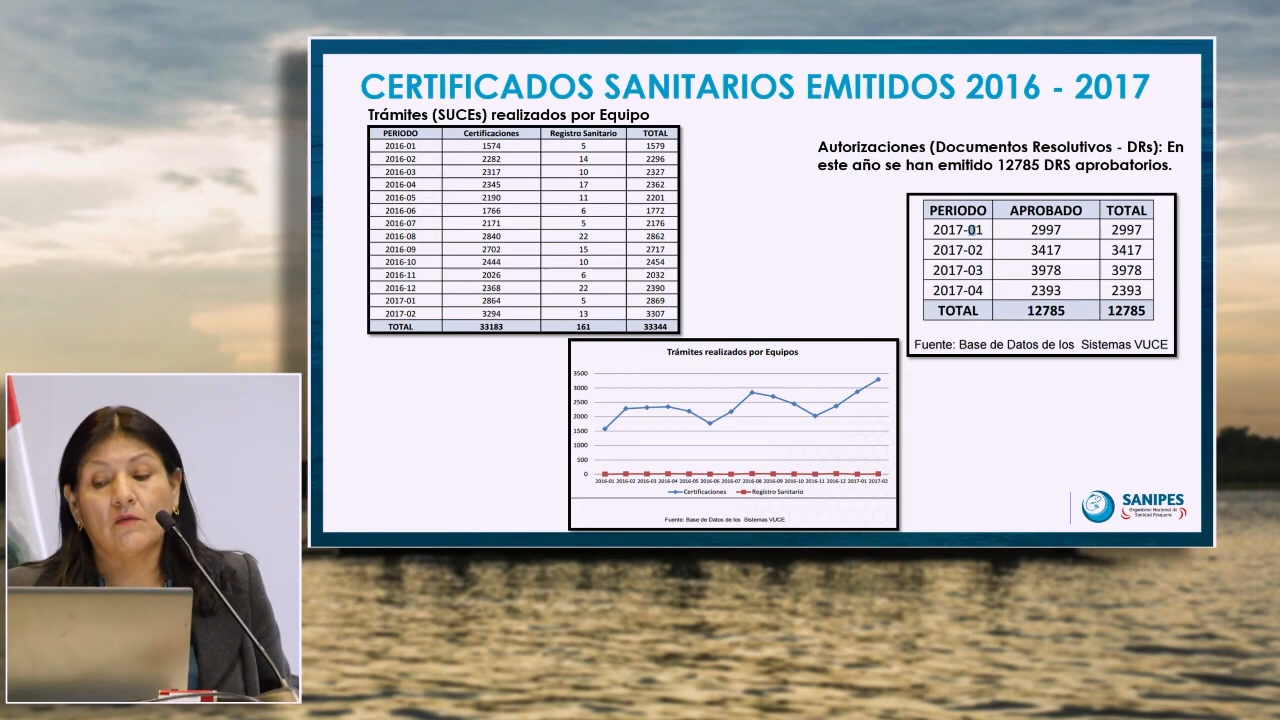 CERTIFICADOS SANITARIOS EMITIDOS 2016 - 2017
Trámites (SUCEs) realizados por Equipo
PERIODO Certificaciones Registro Sanitario TOTAL
2016-01 1574 5 1579
2016-02 2282 14 2296
2016-03 2317 10 2327
2016-04 2345 17 2362
2016-05 2190 11 2201
2016-06 1766 6 1772
2016-07 2171 5 2176
2016-08 2840 22 2862
2016-09 2702 15 2717
2016-10 2444 10 2454
2016-11 2026 6 2032
2016-12 2368 22 2390
2017-01 2864 5 2869
2017-02 3294 13 3307
TOTAL 33183 161 33344
Autorizaciones (Documentos Resolutivos - DRs): En
este año se han emitido 12785 DRS aprobatorios.
PERIODO APROBADO TOTAL
2017-01 2997 2997
2017-02 3417 3417
2017-03 3978 3978
2017-04 2393 2393
TOTAL 12785 12785
Fuente: Base de Datos de los Sistemas VUCE
Trámites realizados por Equipos
3500
3000
2500
2000
1500
1000
500
0
2016-01 2016-02 2016-03 2016-04 2016-05 2016-06 2016-07 2016-08 2016-09 2016-10 2016-11 2016-12 2017-01 2017-02
Certificaciones Registro Sanitario
Fuente: Base de Datos de los Sistemas VUCE
SANIPES
Organismo Nacional de
Sanidad Pesquera